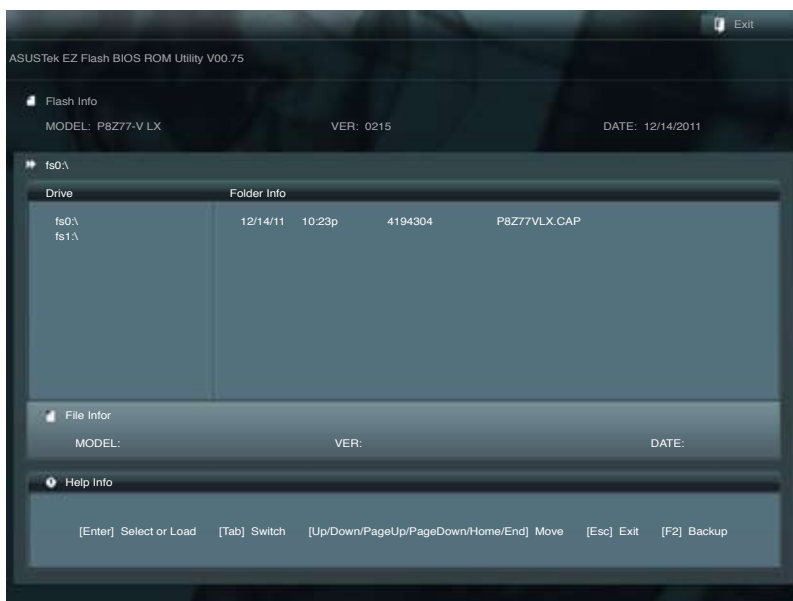 Exit
ASUSTek EZ Flash BIOS ROM Utility V00.75
Flash Info
MODEL: P8Z77-V LX VER: 0215 DATE: 12/14/2011
fs0:\
Drive Folder Info
fs0:\ 12/14/11 10:23p 4194304 P8Z77VLX.CAP
fs1:\
File Infor
MODEL: VER: DATE:
Help Info
[Enter] Select or Load [Tab] Switch [Up/Down/PageUp/PageDown/Home/End] Move [Esc] Exit [F2] Backup